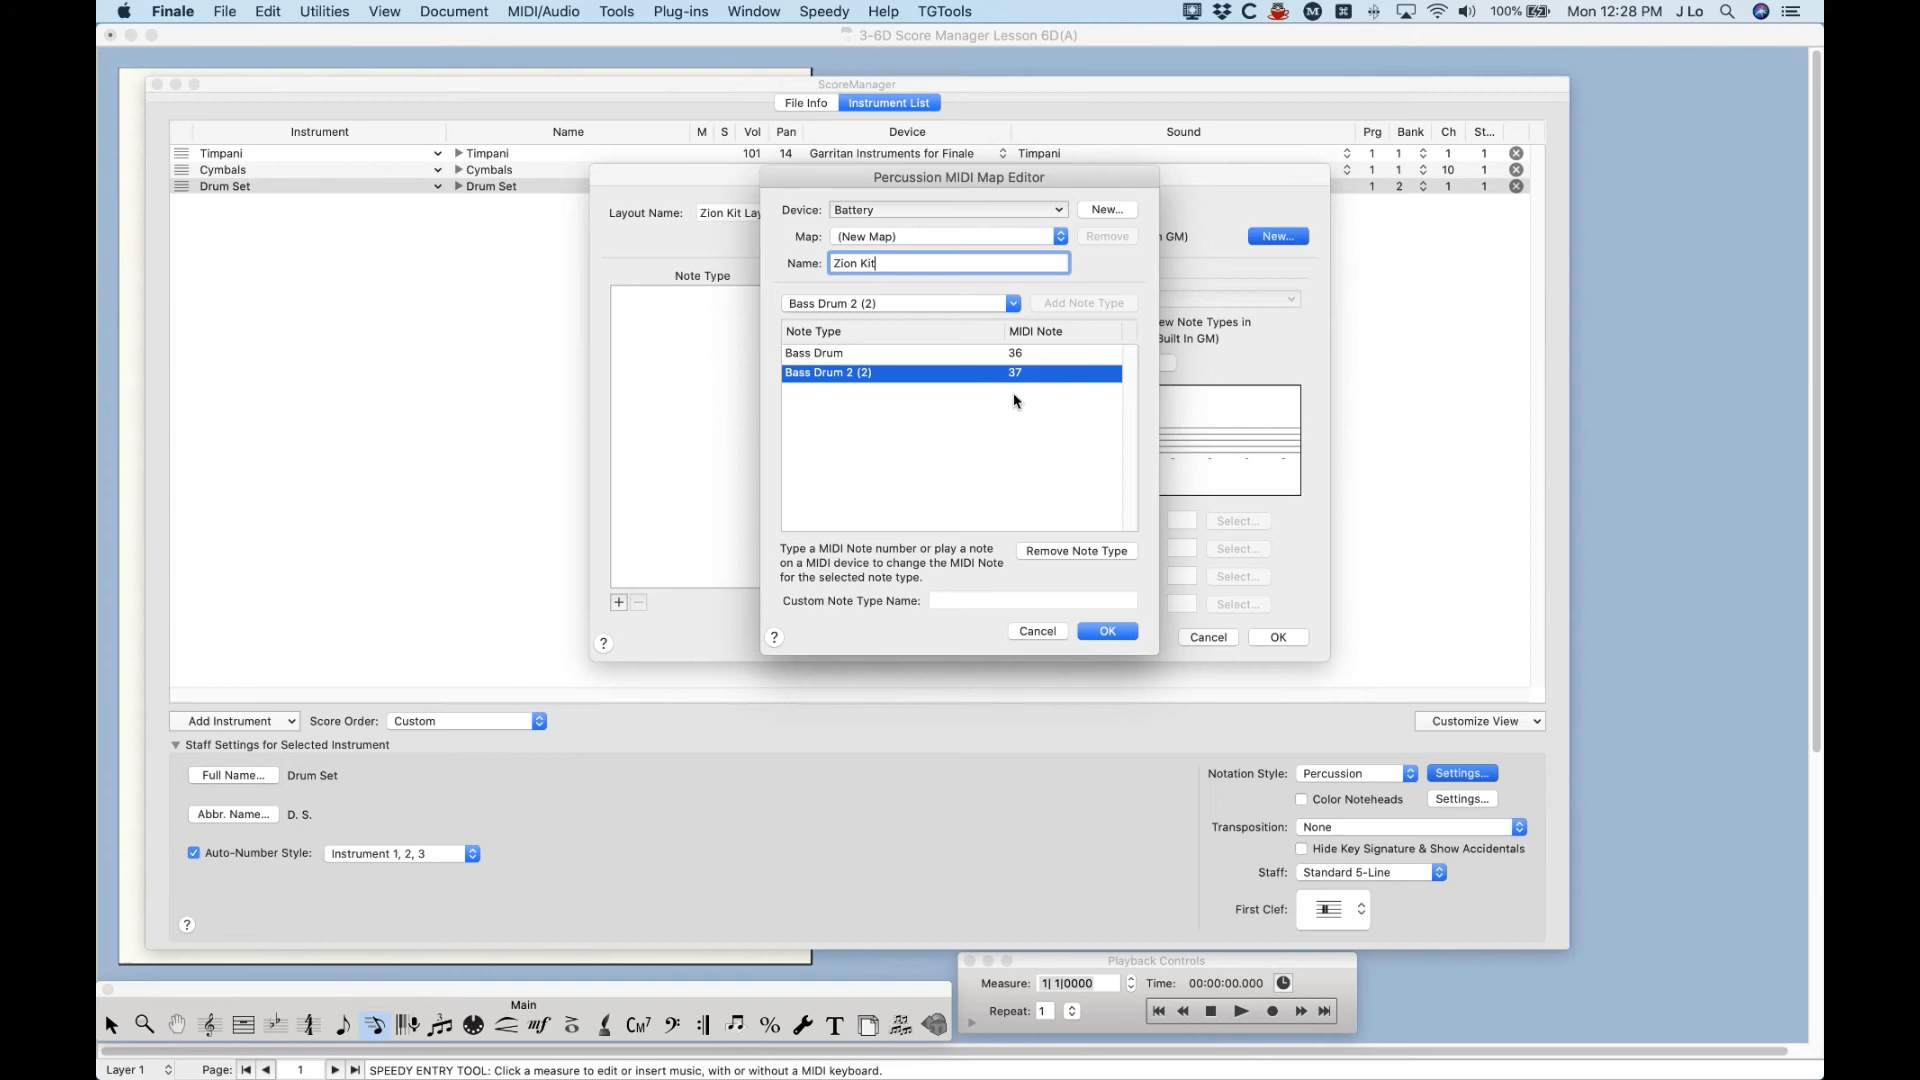 Finale File Edit Utilities View Document MIDI/Audio Tools Plug-ins Window Speedy Help TGTools 100% Mon 12:28 PM J Lo
3-6D Score Manager Lesson 6D(A)
ScoreManager
File Info Instrument List
Instrument Name M S Vol Pan Device Sound Prg Bank Ch St...
Timpani Timpani 101 14 Garritan Instruments for Finale Timpani 1 1 1 1
Cymbals Cymbals 1 1 10 1
Drum Set Drum Set 1 2 1 1
Percussion MIDI Map Editor
Layout Name: Zion Kit Lay
Device: Battery New...
Map: (New Map) Remove
GM) New...
Name: Zion Kit
Note Type
Bass Drum 2 (2) Add Note Type
ew Note Types in
Built In GM)
Note Type MIDI Note
Bass Drum 36
Bass Drum 2 (2) 37
Select...
Select...
Select...
Select...
Type a MIDI Note number or play a note
on a MIDI device to change the MIDI Note
for the selected note type.
Remove Note Type
Custom Note Type Name:
? Cancel OK
? Cancel OK
Add Instrument Score Order: Custom Customize View
Staff Settings for Selected Instrument
Full Name... Drum Set
Abbr. Name... D. S.
Auto-Number Style: Instrument 1, 2, 3
Notation Style: Percussion Settings...
Color Noteheads Settings...
Transposition: None
Hide Key Signature & Show Accidentals
Staff: Standard 5-Line
First Clef:
?
Playback Controls
Measure: 1| 1|0000 Time: 00:00:00.000
Repeat: 1
Main
mf CM7 % T
Layer 1 Page: 1 SPEEDY ENTRY TOOL: Click a measure to edit or insert music, with or without a MIDI keyboard.